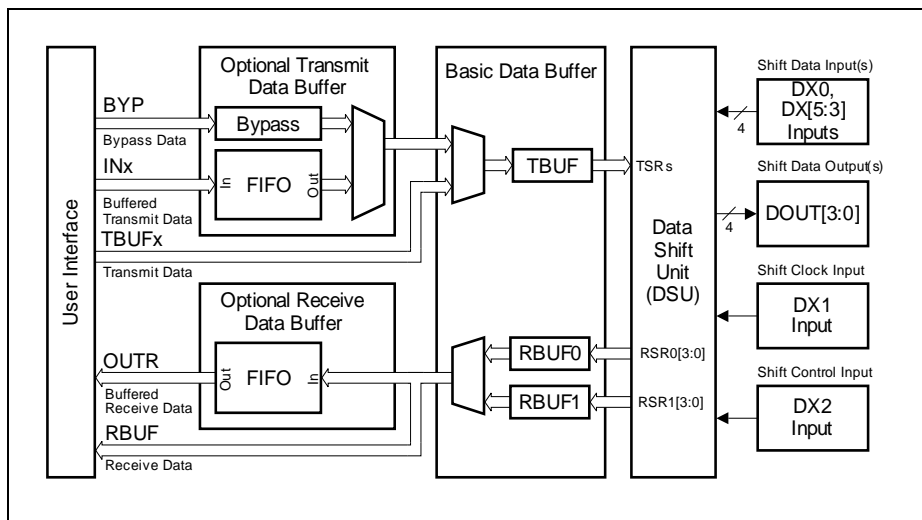 User Interface
Optional Transmit
Data Buffer
BYP
Bypass Data
Bypass
INx
Buffered
Transmit Data
In
FIFO
Out
TBUFx
Transmit Data
Basic Data Buffer
TBUF
TSRs
Data
Shift
Unit
(DSU)
Shift Data Input(s)
DX0,
DX[5:3]
Inputs
4
Shift Data Output(s)
DOUT[3:0]
4
Shift Clock Input
DX1
Input
Shift Control Input
DX2
Input
Optional Receive
Data Buffer
OUTR
Buffered
Receive Data
Out
FIFO
In
RBUF
Receive Data
RBUF0
RSR0[3:0]
RBUF1
RSR1[3:0]